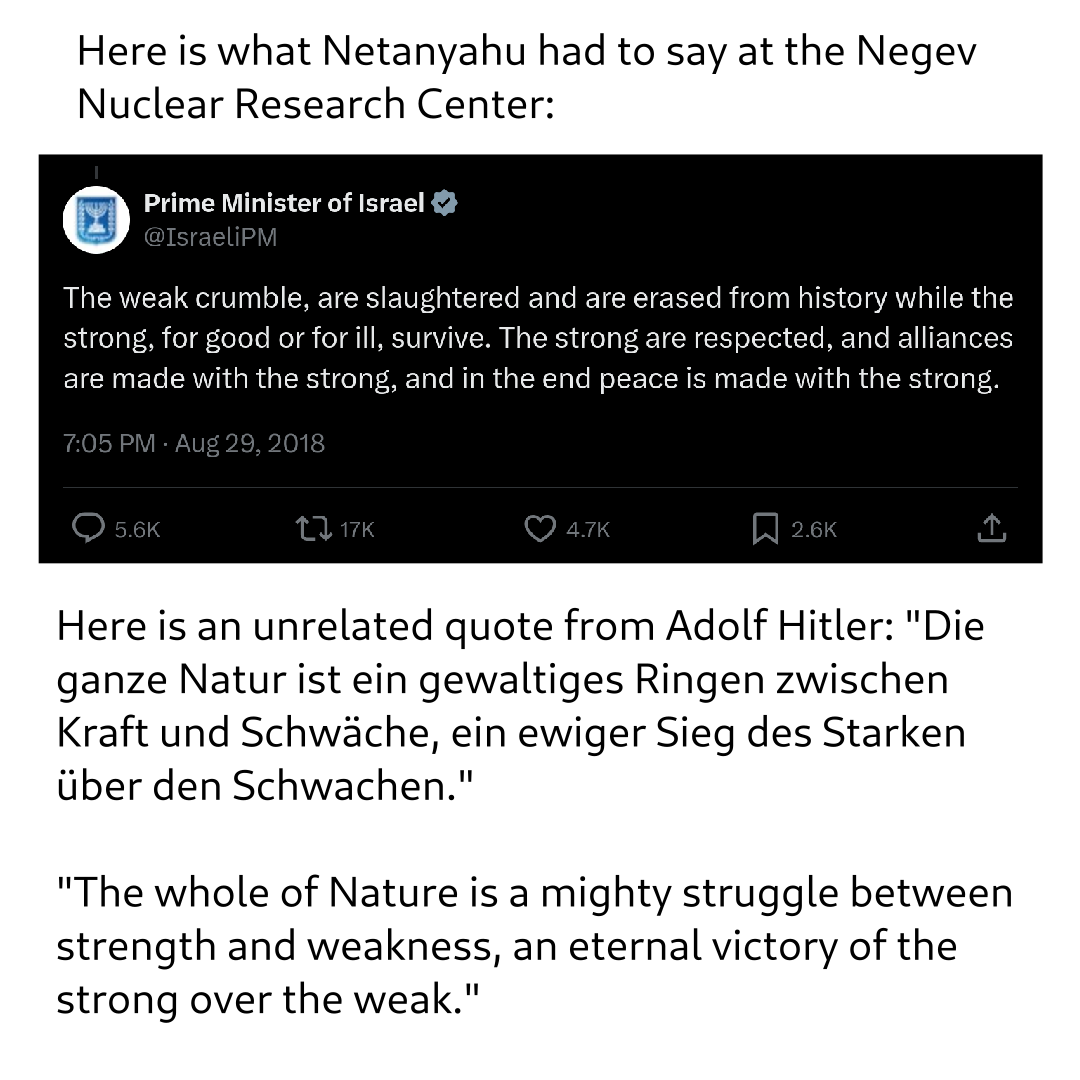 Here is what Netanyahu had to say at the Negev
Nuclear Research Center:
Prime Minister of Israel
@IsraeliPM
The weak crumble, are slaughtered and are erased from history while the
strong, for good or for ill, survive. The strong are respected, and alliances
are made with the strong, and in the end peace is made with the strong.
7:05 PM · Aug 29, 2018
5.6K 17K 4.7K 2.6K
Here is an unrelated quote from Adolf Hitler: "Die
ganze Natur ist ein gewaltiges Ringen zwischen
Kraft und Schwäche, ein ewiger Sieg des Starken
über den Schwachen."
"The whole of Nature is a mighty struggle between
strength and weakness, an eternal victory of the
strong over the weak."